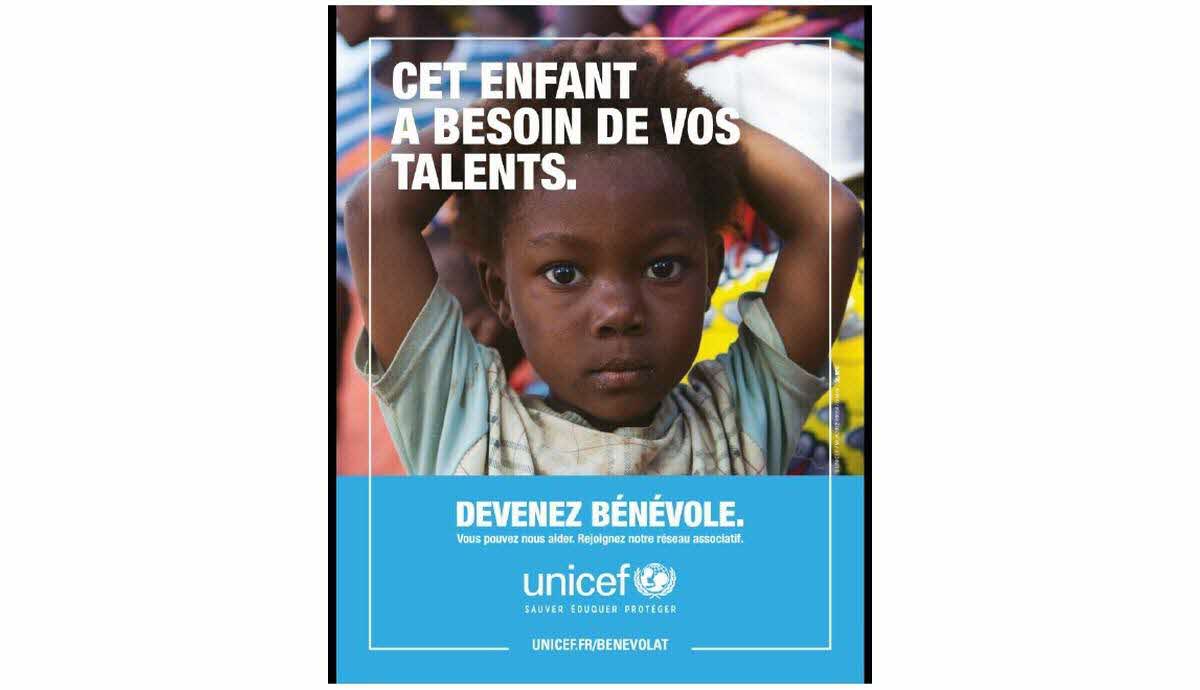 CET ENFANT
A BESOIN DE VOS
TALENTS.
DEVENEZ BÉNÉVOLE.
Vous pouvez nous aider. Rejoignez notre réseau associatif.
unicef
SAUVER ÉDUQUER PROTÉGER
UNICEF.FR/BENEVOLAT